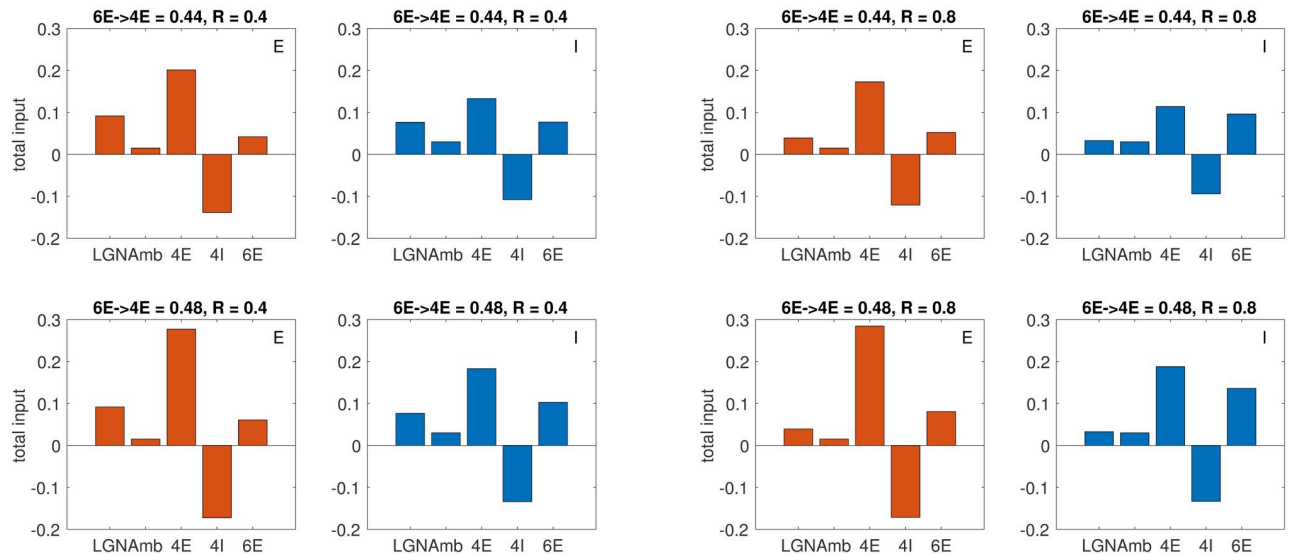 6E->4E = 0.44, R = 0.4
6E->4E = 0.44, R = 0.4
6E->4E = 0.44, R = 0.8
6E->4E = 0.44, R = 0.8
0.3
E
0.2
0.1
0
-0.1
-0.2
total input
LGNAmb 4E 4I 6E
0.3
I
0.2
0.1
0
-0.1
-0.2
LGNAmb 4E 4I 6E
0.3
E
0.2
0.1
0
-0.1
-0.2
total input
LGNAmb 4E 4I 6E
0.3
I
0.2
0.1
0
-0.1
-0.2
LGNAmb 4E 4I 6E
6E->4E = 0.48, R = 0.4
6E->4E = 0.48, R = 0.4
6E->4E = 0.48, R = 0.8
6E->4E = 0.48, R = 0.8
0.3
E
0.2
0.1
0
-0.1
-0.2
total input
LGNAmb 4E 4I 6E
0.3
I
0.2
0.1
0
-0.1
-0.2
LGNAmb 4E 4I 6E
0.3
E
0.2
0.1
0
-0.1
-0.2
total input
LGNAmb 4E 4I 6E
0.3
I
0.2
0.1
0
-0.1
-0.2
LGNAmb 4E 4I 6E